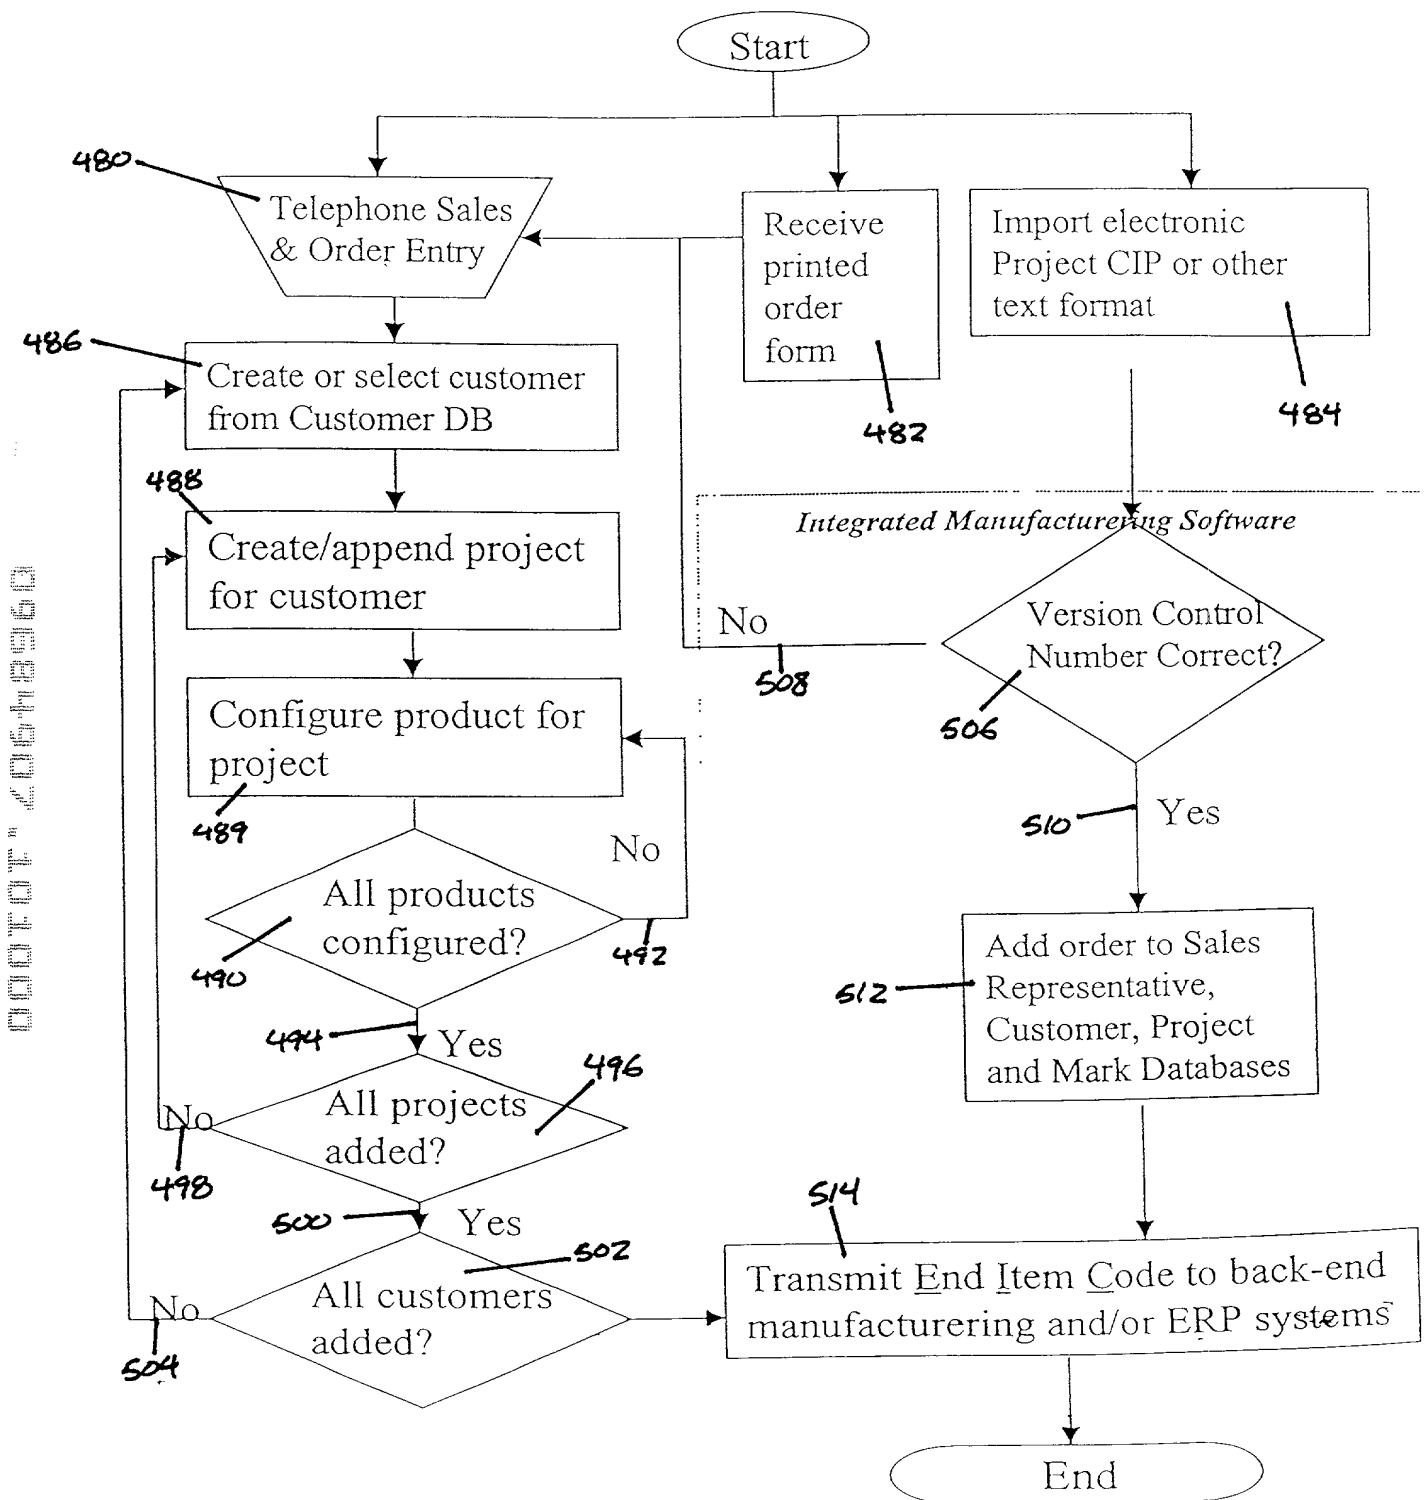 Start
480
Telephone Sales
& Order Entry
Receive
printed
order
form
482
Import electronic
Project CIP or other
text format
484
486
Create or select customer
from Customer DB
488
Create/append project
for customer
Configure product for
project
489
All products
configured?
490
No
492
494
Yes
496
All projects
added?
No
498
500
Yes
502
All customers
added?
No
504
Integrated Manufacturering Software
Version Control
Number Correct?
506
No
508
510
Yes
512
Add order to Sales
Representative,
Customer, Project
and Mark Databases
514
Transmit End Item Code to back-end
manufacturering and/or ERP systems
End